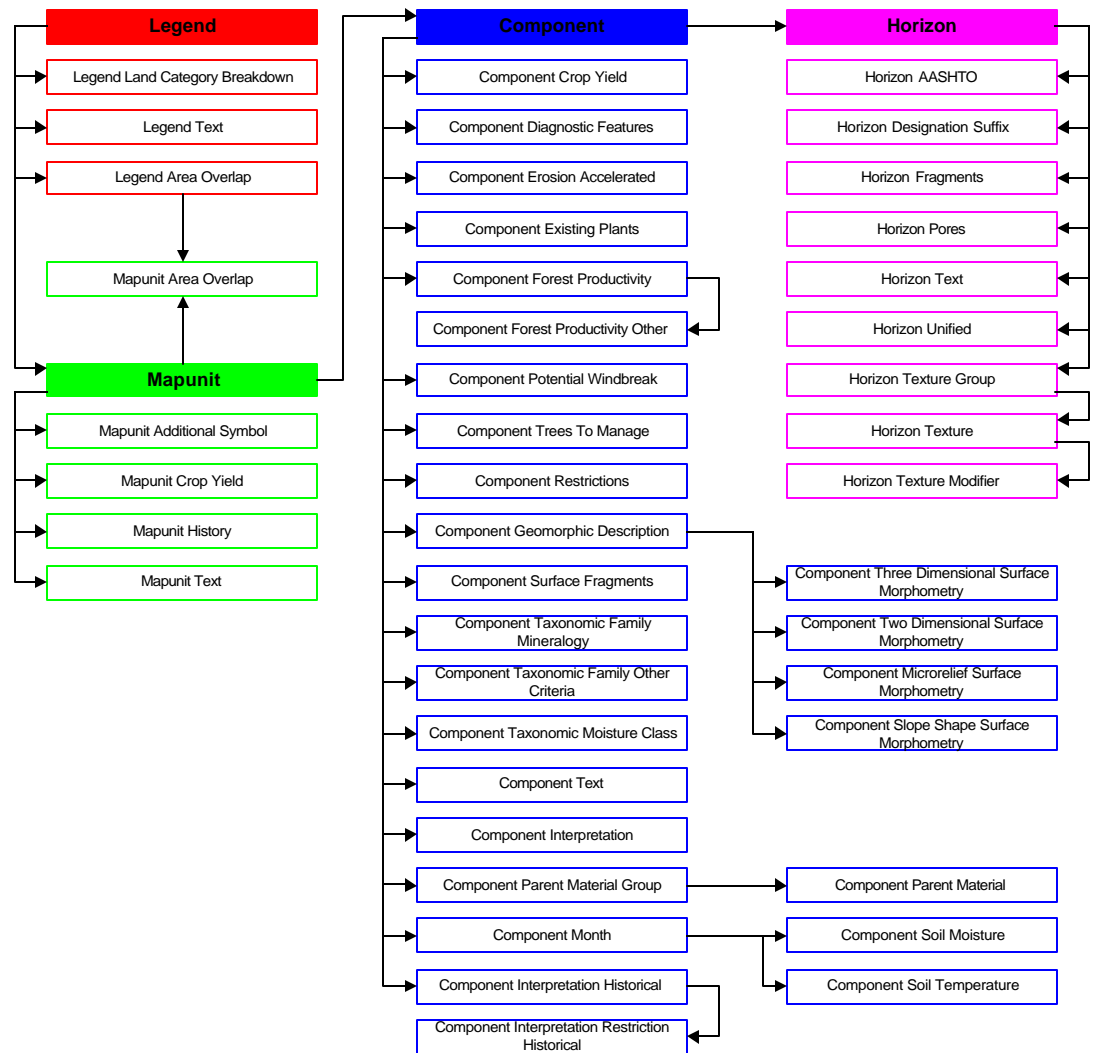 Legend
Legend Land Category Breakdown
Legend Text
Legend Area Overlap
Mapunit Area Overlap
Mapunit
Mapunit Additional Symbol
Mapunit Crop Yield
Mapunit History
Mapunit Text
Component
Component Crop Yield
Component Diagnostic Features
Component Erosion Accelerated
Component Existing Plants
Component Forest Productivity
Component Forest Productivity Other
Component Potential Windbreak
Component Trees To Manage
Component Restrictions
Component Geomorphic Description
Component Surface Fragments
Component Taxonomic Family
Mineralogy
Component Taxonomic Family Other
Criteria
Component Taxonomic Moisture Class
Component Text
Component Interpretation
Component Parent Material Group
Component Month
Component Interpretation Historical
Component Interpretation Restriction
Historical
Horizon
Horizon AASHTO
Horizon Designation Suffix
Horizon Fragments
Horizon Pores
Horizon Text
Horizon Unified
Horizon Texture Group
Horizon Texture
Horizon Texture Modifier
Component Three Dimensional Surface
Morphometry
Component Two Dimensional Surface
Morphometry
Component Microrelief Surface
Morphometry
Component Slope Shape Surface
Morphometry
Component Parent Material
Component Soil Moisture
Component Soil Temperature